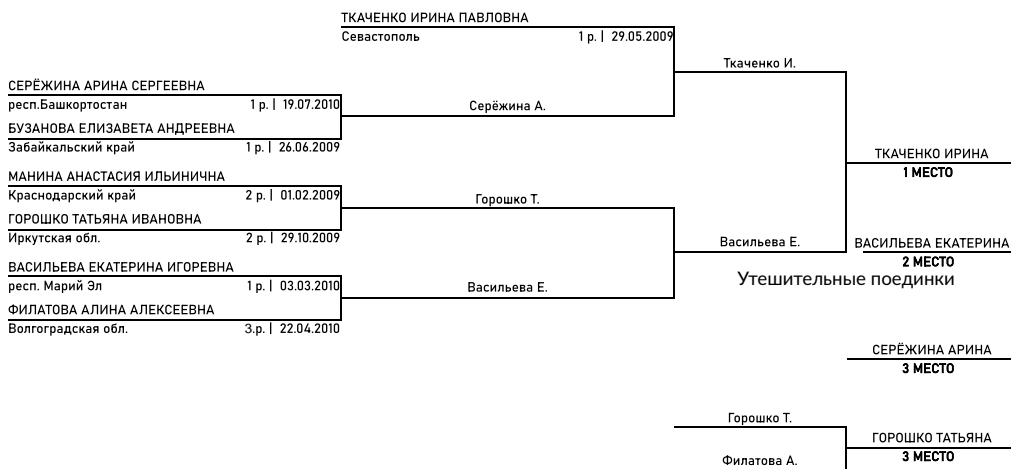 ТКАЧЕНКО ИРИНА ПАВЛОВНА
Севастополь 1 р. | 29.05.2009
Ткаченко И.
СЕРЁЖИНА АРИНА СЕРГЕЕВНА
респ.Башкортостан 1 р. | 19.07.2010
Серёжина А.
БУЗАНОВА ЕЛИЗАВЕТА АНДРЕЕВНА
Забайкальский край 1 р. | 26.06.2009
ТКАЧЕНКО ИРИНА
1 МЕСТО
МАНИНА АНАСТАСИЯ ИЛЬИНИЧНА
Краснодарский край 2 р. | 01.02.2009
Горошко Т.
ГОРОШКО ТАТЬЯНА ИВАНОВНА
Иркутская обл. 2 р. | 29.10.2009
Васильева Е.
ВАСИЛЬЕВА ЕКАТЕРИНА
2 МЕСТО
ВАСИЛЬЕВА ЕКАТЕРИНА ИГОРЕВНА
респ. Марий Эл 1 р. | 03.03.2010
Васильева Е.
Утешительные поединки
ФИЛАТОВА АЛИНА АЛЕКСЕЕВНА
Волгоградская обл. 3.р. | 22.04.2010
СЕРЁЖИНА АРИНА
3 МЕСТО
Горошко Т.
ГОРОШКО ТАТЬЯНА
3 МЕСТО
Филатова А.